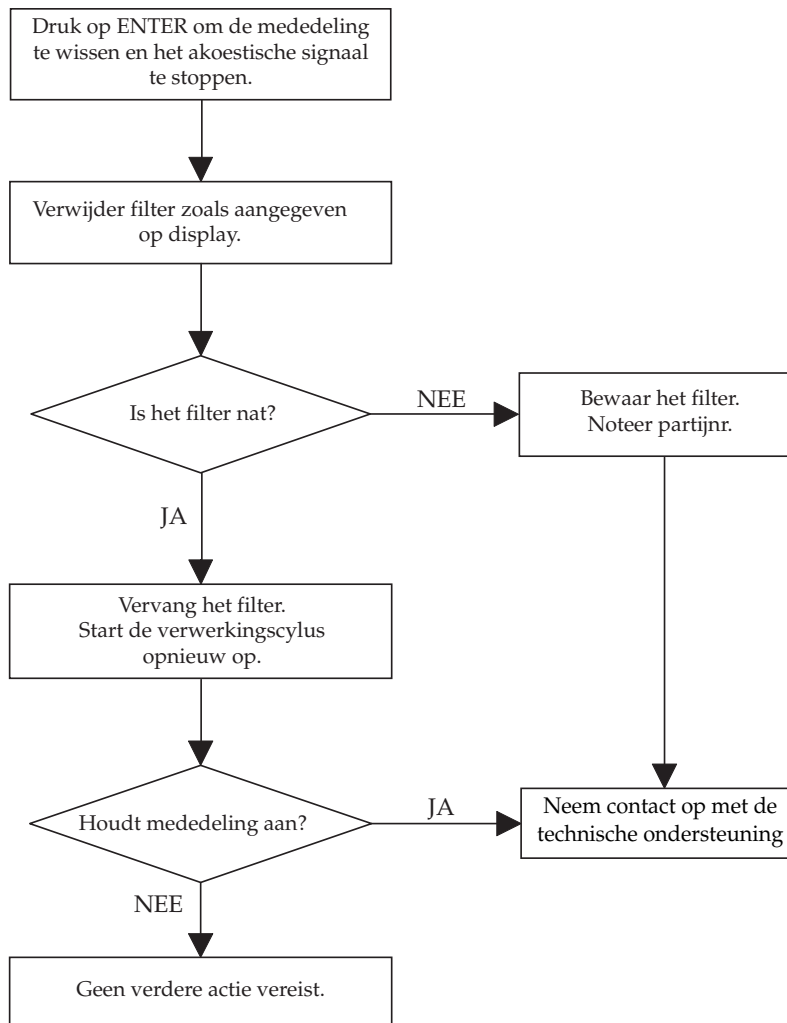 Druk op ENTER om de mededeling
te wissen en het akoestische signaal
te stoppen.
Verwijder filter zoals aangegeven
op display.
Is het filter nat?
NEE
Bewaar het filter.
Noteer partijnr.
JA
Vervang het filter.
Start de verwerkingscylus
opnieuw op.
Houdt mededeling aan?
JA
Neem contact op met de
technische ondersteuning
NEE
Geen verdere actie vereist.